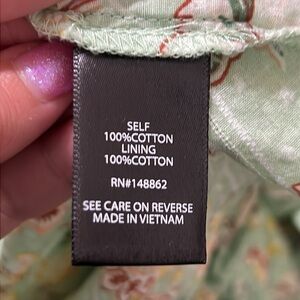 SELF
100%COTTON
LINING
100%COTTON
RN#148862
SEE CARE ON REVERSE
MADE IN VIETNAM